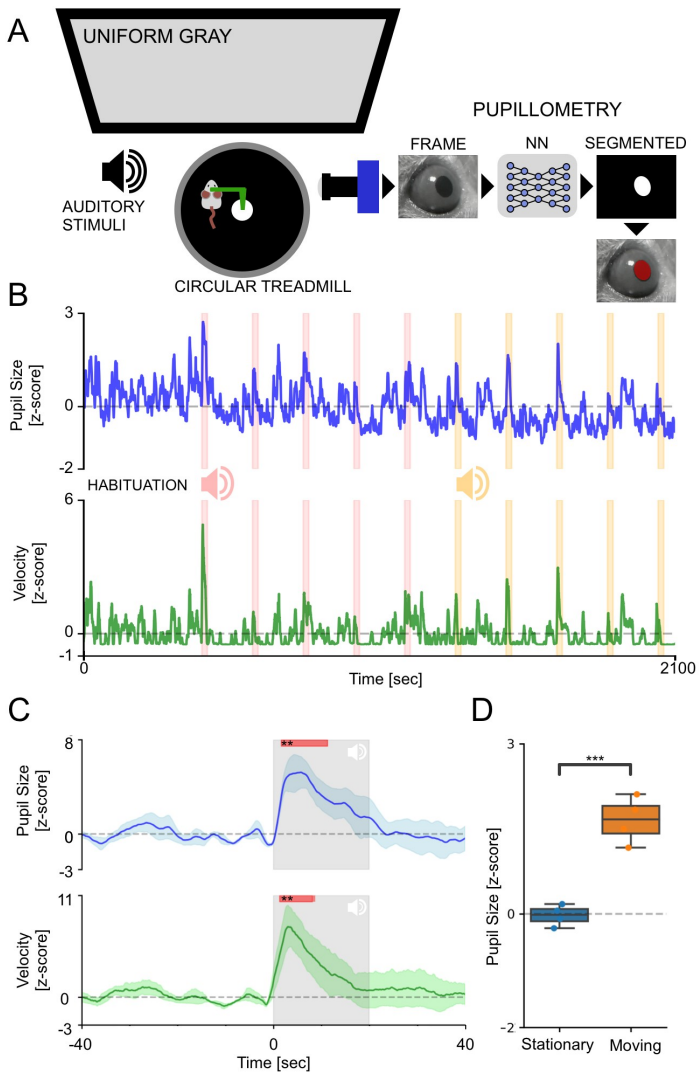 A
UNIFORM GRAY
PUPILLOMETRY
FRAME
NN
SEGMENTED
AUDITORY
STIMULI
CIRCULAR TREADMILL
B
3
0
-2
Pupil Size
[z-score]
HABITUATION
6
0
-1
Velocity
[z-score]
0
2100
Time [sec]
C
8
0
-3
Pupil Size
[z-score]
**
11
0
-3
Velocity
[z-score]
**
-40
0
40
Time [sec]
D
3
0
-2
Pupil Size [z-score]
***
Stationary
Moving